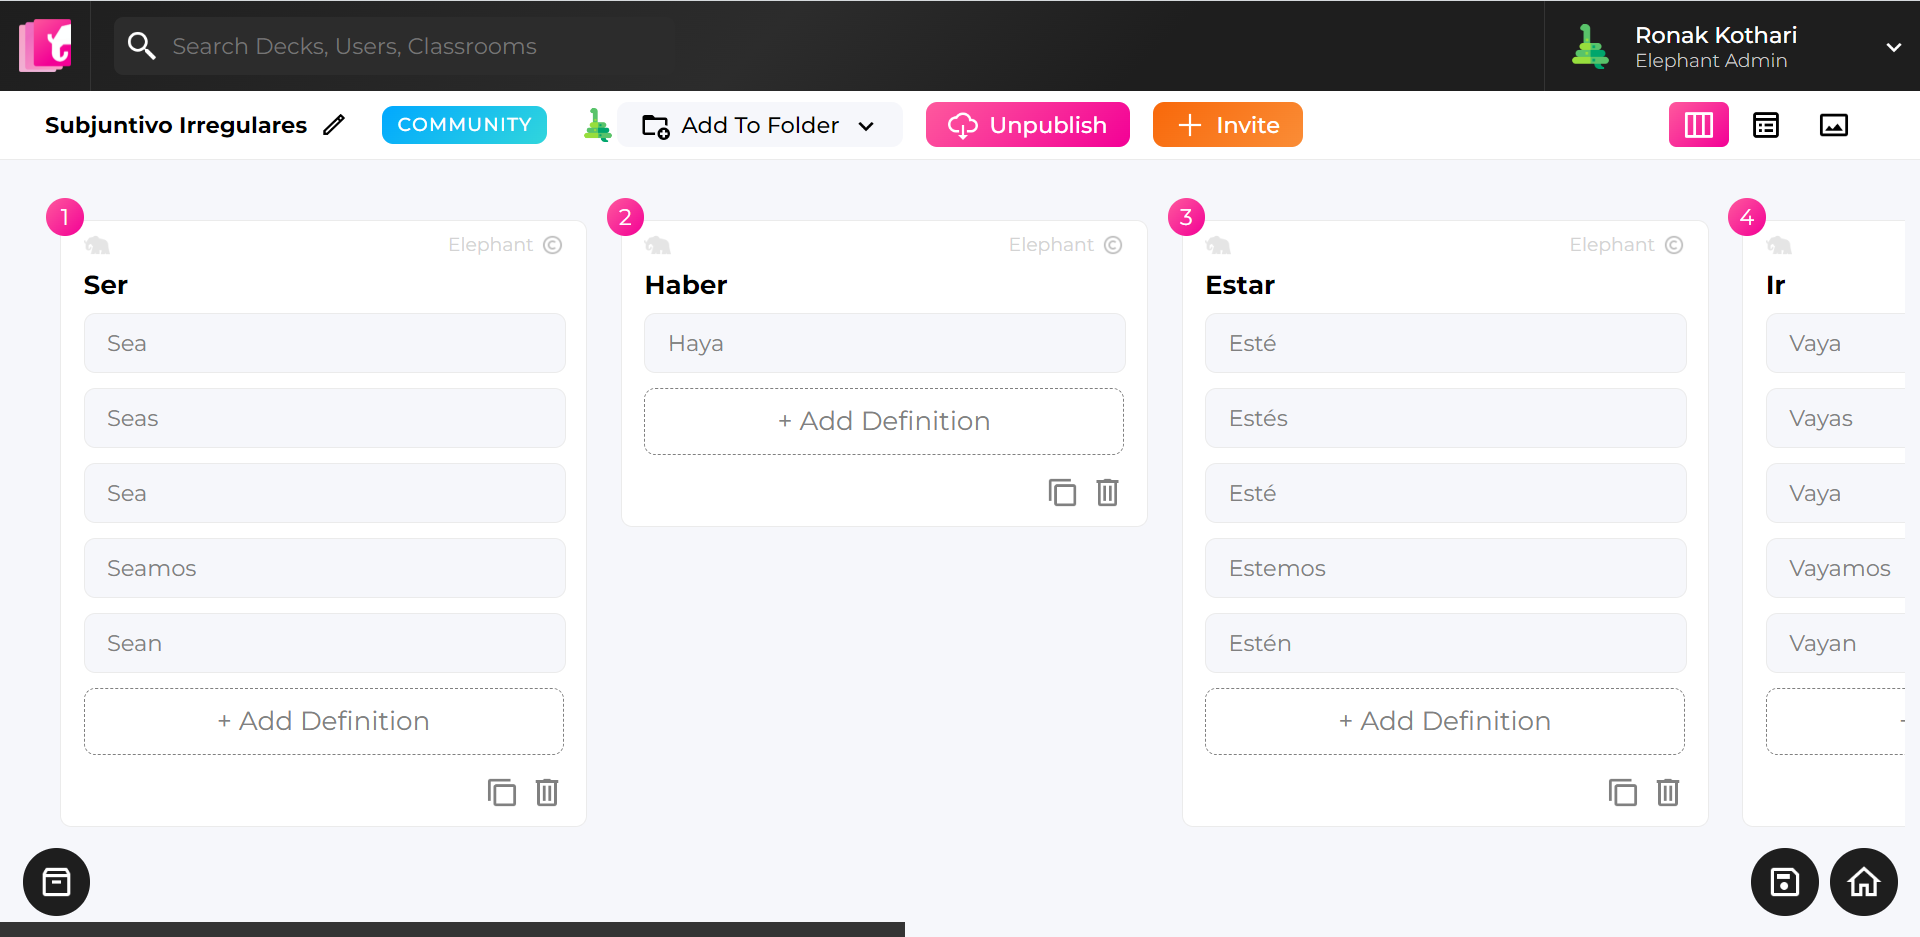 Search Decks, Users, Classrooms
Ronak Kothari
Elephant Admin
Subjuntivo Irregulares
COMMUNITY
Add To Folder
Unpublish
Invite
1
Elephant ©
Ser
Sea
Seas
Sea
Seamos
Sean
+ Add Definition
2
Elephant ©
Haber
Haya
+ Add Definition
3
Elephant ©
Estar
Esté
Estés
Esté
Estemos
Estén
+ Add Definition
4
Ir
Vaya
Vayas
Vaya
Vayamos
Vayan